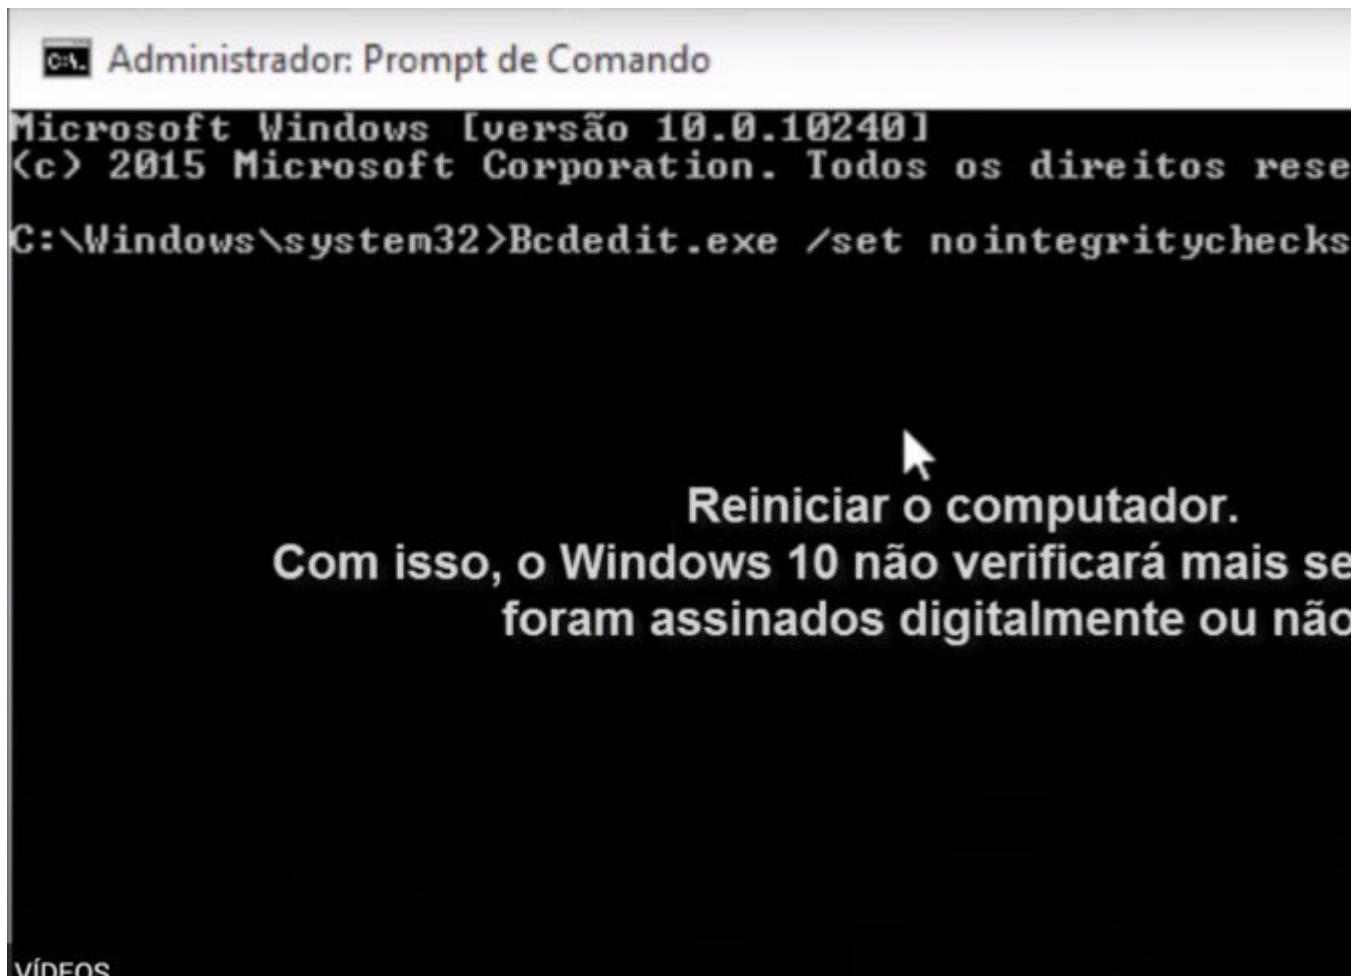 Administrador: Prompt de Comando
Microsoft Windows [versão 10.0.10240]
(c) 2015 Microsoft Corporation. Todos os direitos rese
C:\Windows\system32>Bcdedit.exe /set nointegritychecks
Reiniciar o computador.
Com isso, o Windows 10 não verificará mais se
foram assinados digitalmente ou não
VÍDEOS